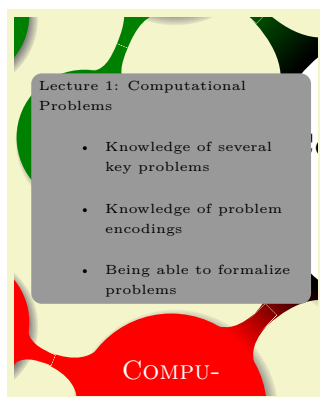 Lecture 1: Computational
Problems
• Knowledge of several
key problems
• Knowledge of problem
encodings
• Being able to formalize
problems
COMPU-